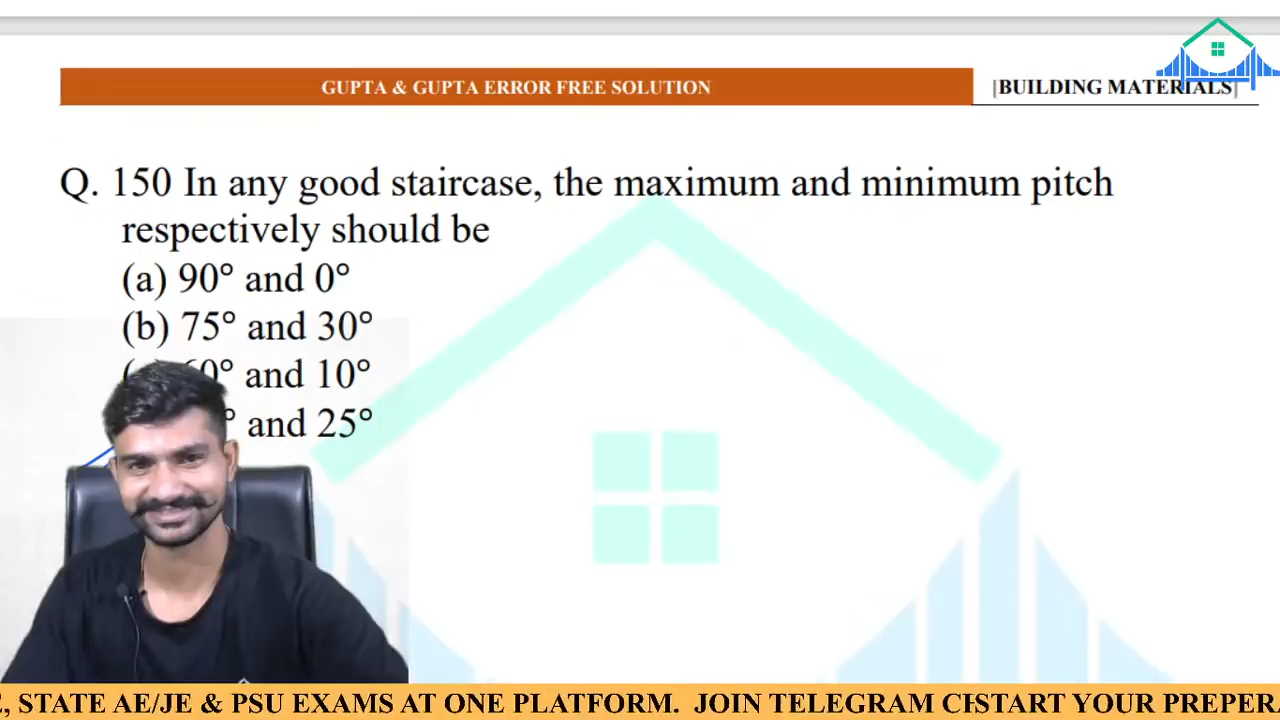 GUPTA & GUPTA ERROR FREE SOLUTION
[BUILDING MATERIALS]
Q. 150 In any good staircase, the maximum and minimum pitch
respectively should be
(a) 90° and 0°
(b) 75° and 30°
and 10°
and 25°
, STATE AE/JE & PSU EXAMS AT ONE PLATFORM. JOIN TELEGRAM START YOUR